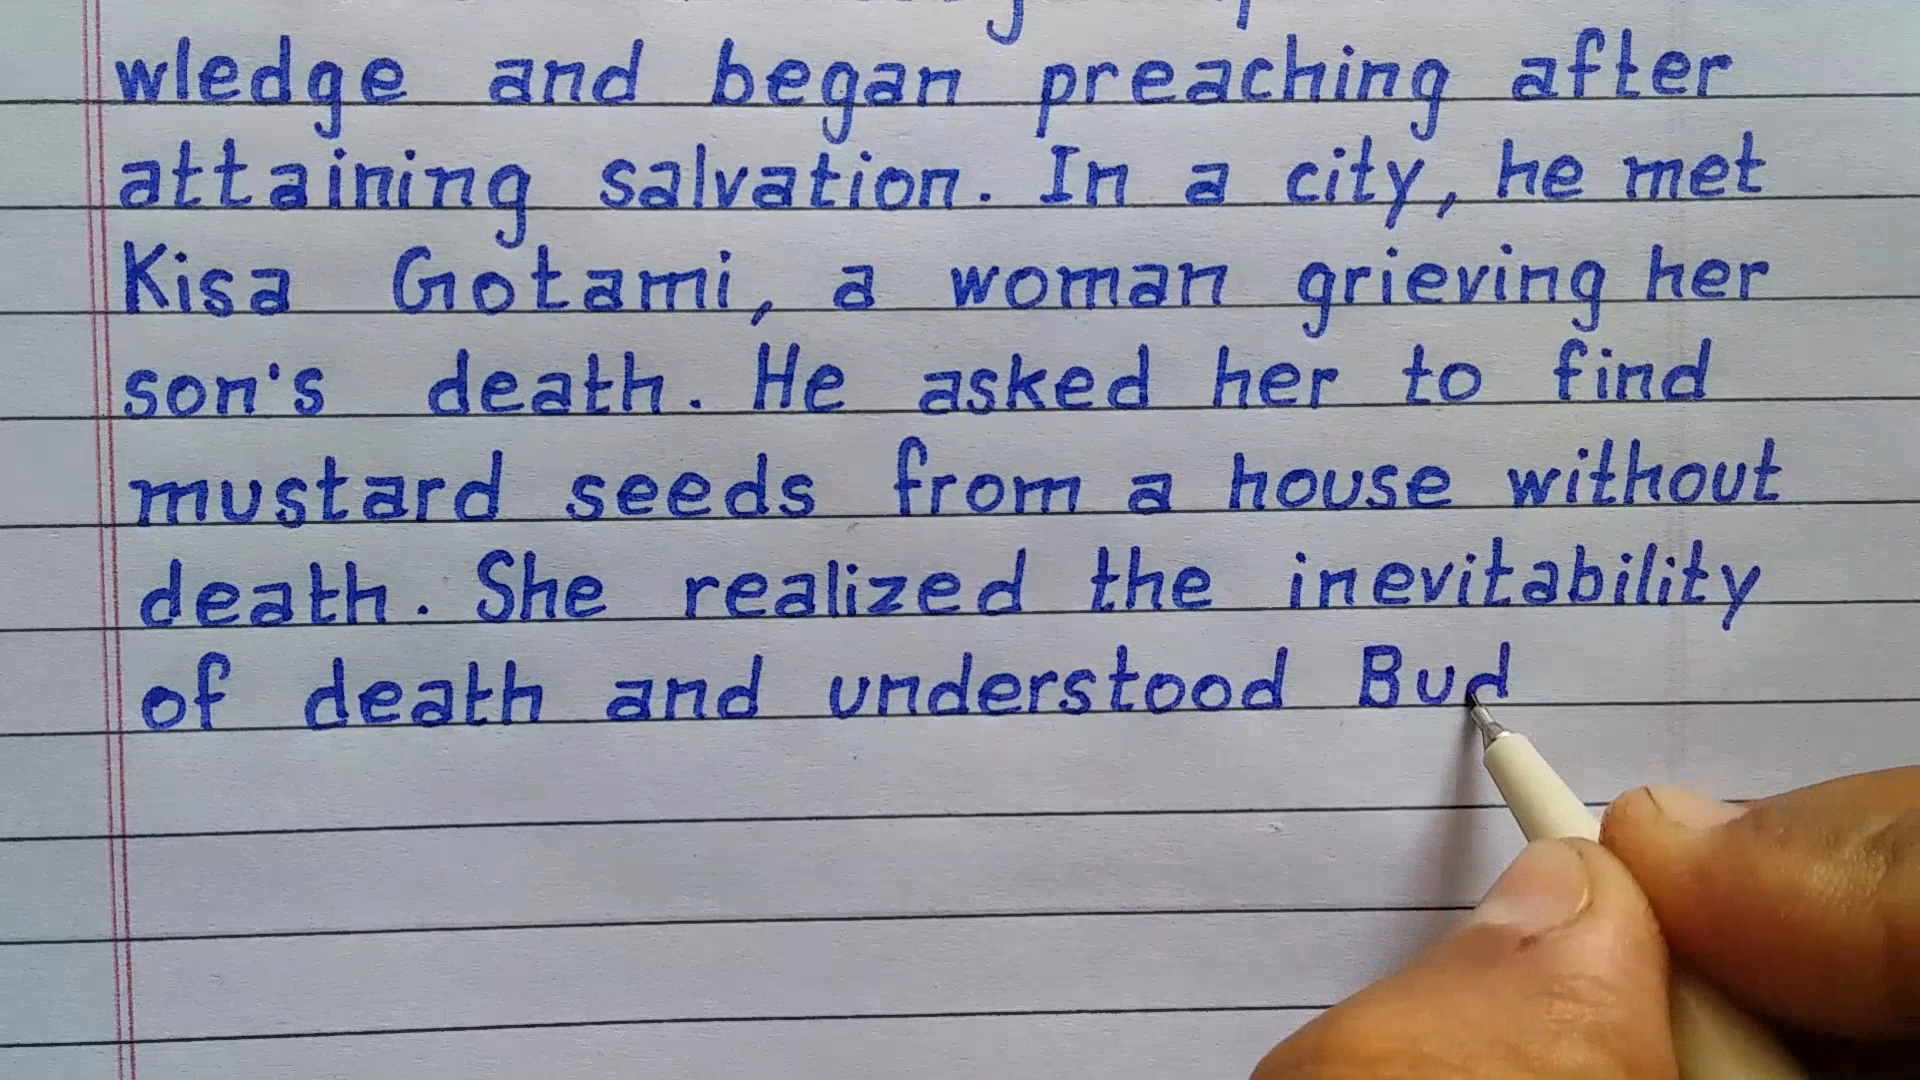 wledge and began preaching after
attaining salvation. In a city, he met
Kisa Gotami, a woman grieving her
son's death. He asked her to find
mustard seeds from a house without
death. She realized the inevitability
of death and understood Bud